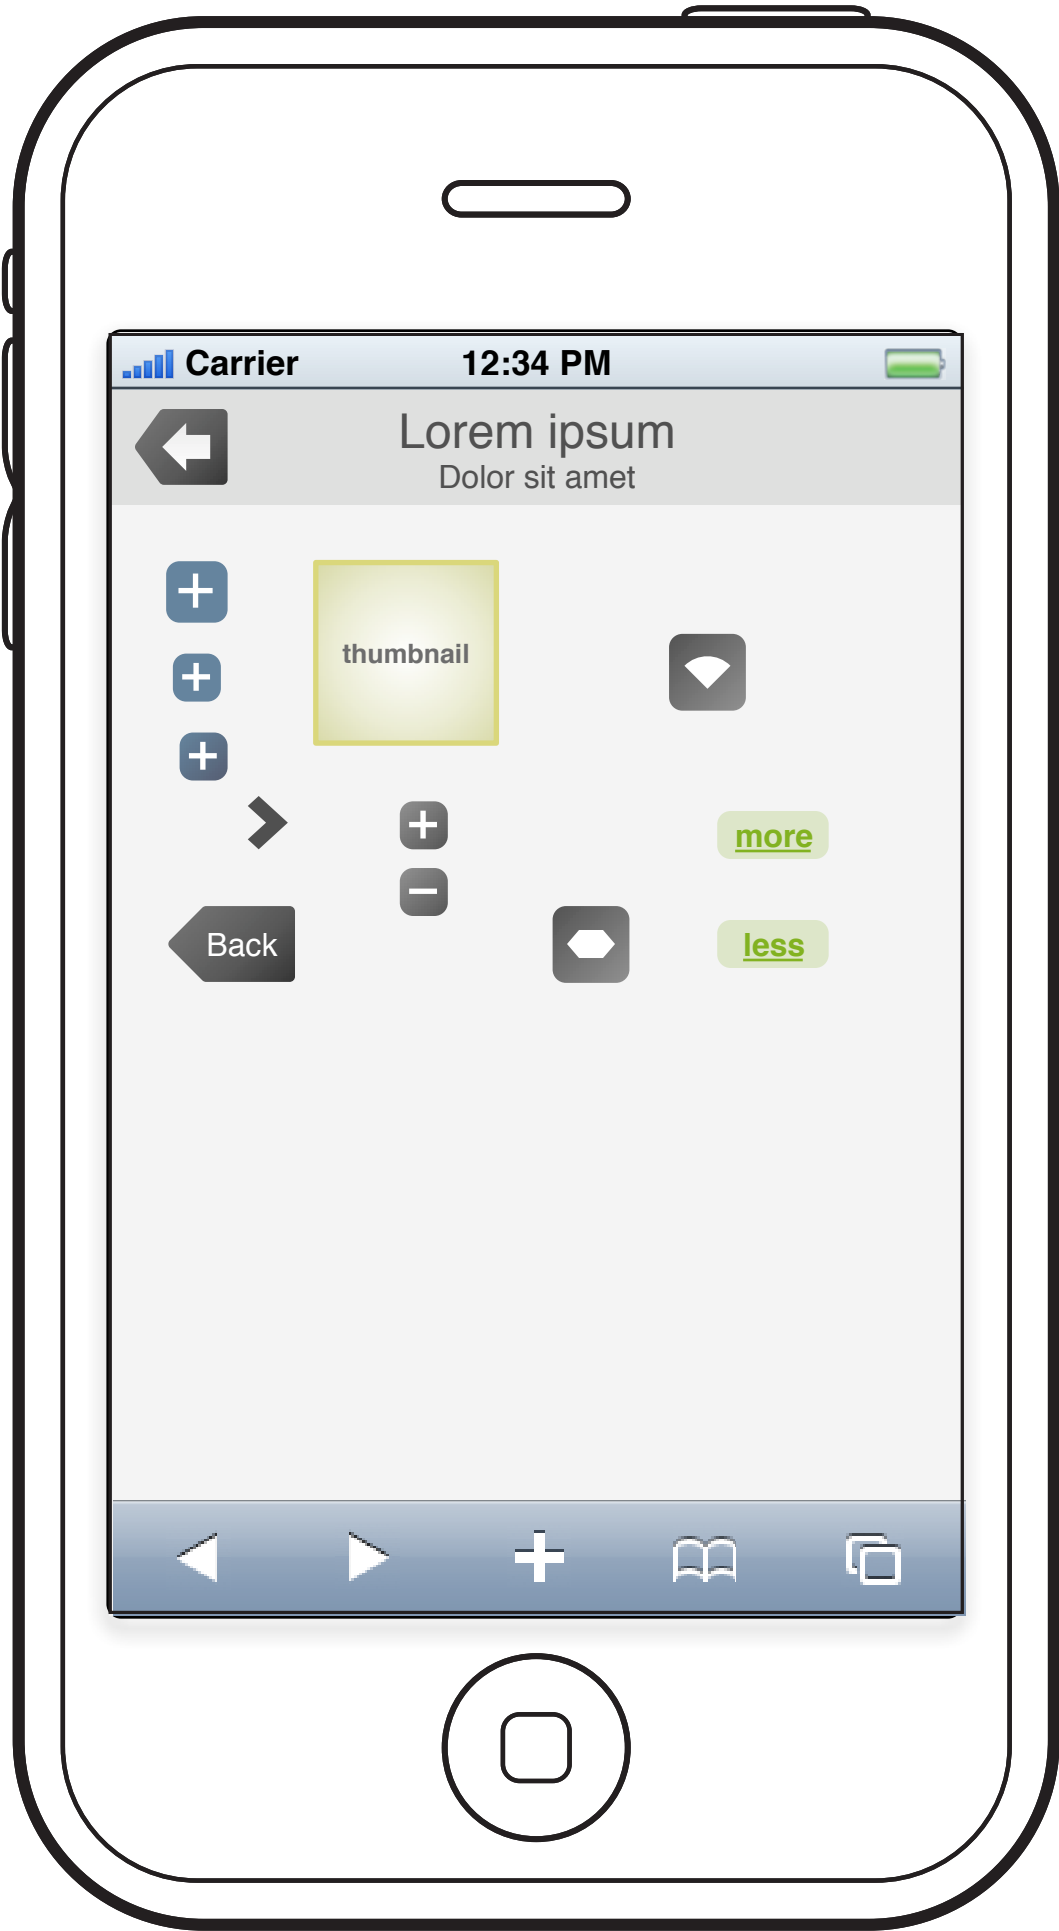 Carrier 12:34 PM
Lorem ipsum
Dolor sit amet
thumbnail
more
Back
less